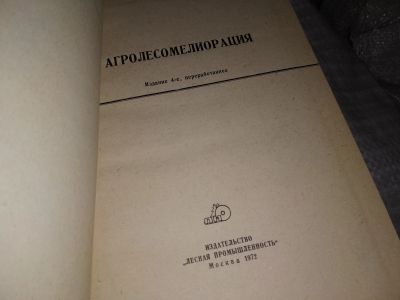 АГРОЛЕСОМЕЛИОРАЦИЯ
Издание 4-е, переработанное
ИЗДАТЕЛЬСТВО
„ЛЕСНАЯ ПРОМЫШЛЕННОСТЬ“
Москва 1972